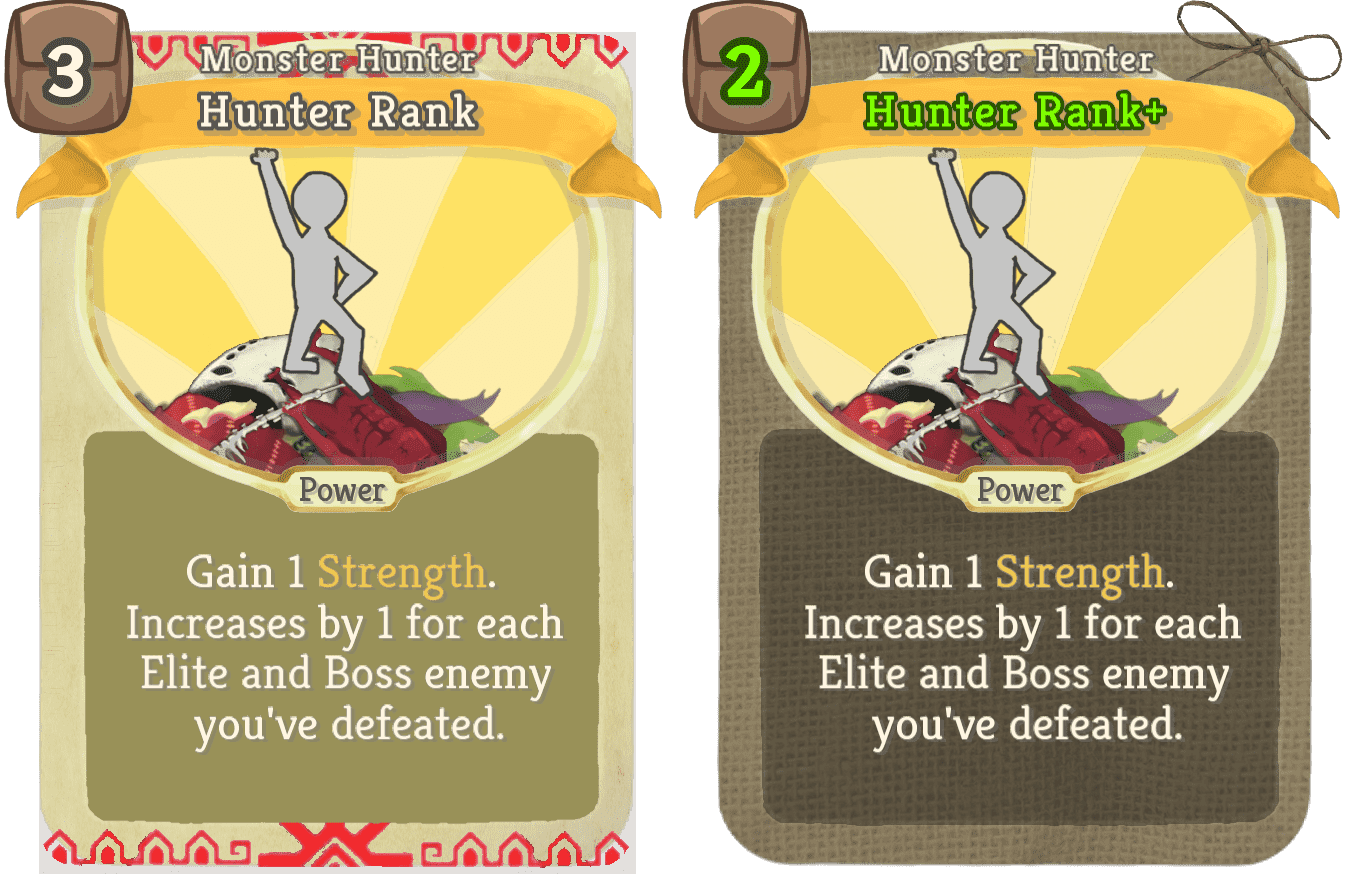 3
Monster Hunter
Hunter Rank
Power
Gain 1 Strength.
Increases by 1 for each
Elite and Boss enemy
you've defeated.
2
Monster Hunter
Hunter Rank+
Power
Gain 1 Strength.
Increases by 1 for each
Elite and Boss enemy
you've defeated.